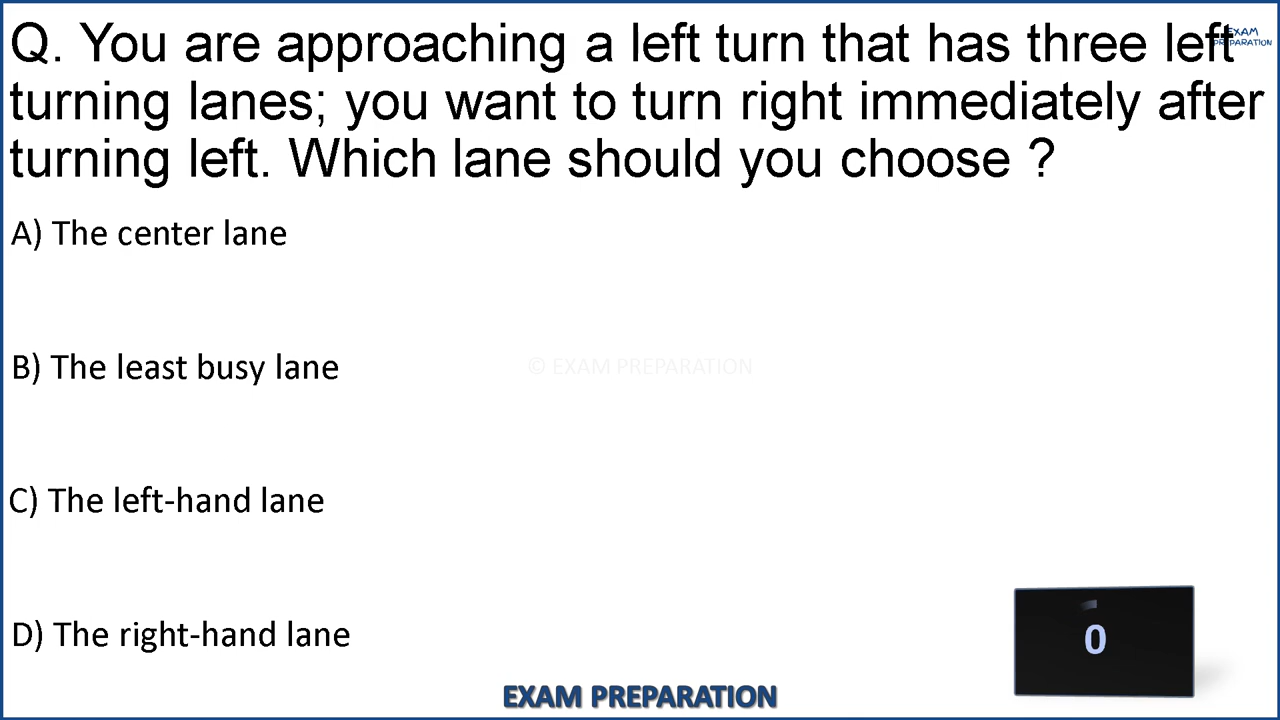 Q. You are approaching a left turn that has three left
EXAM
PREPARATION
turning lanes; you want to turn right immediately after
turning left. Which lane should you choose ?
A) The center lane
B) The least busy lane
© EXAM PREPARATION
C) The left-hand lane
D) The right-hand lane
0
EXAM PREPARATION